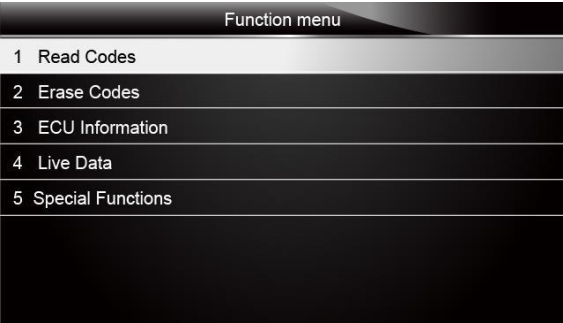 Function menu
1 Read Codes
2 Erase Codes
3 ECU Information
4 Live Data
5 Special Functions